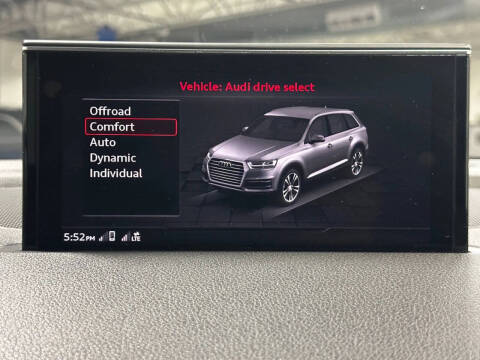 Vehicle: Audi drive select
Offroad
Comfort
Auto
Dynamic
Individual
5:52PM LTE